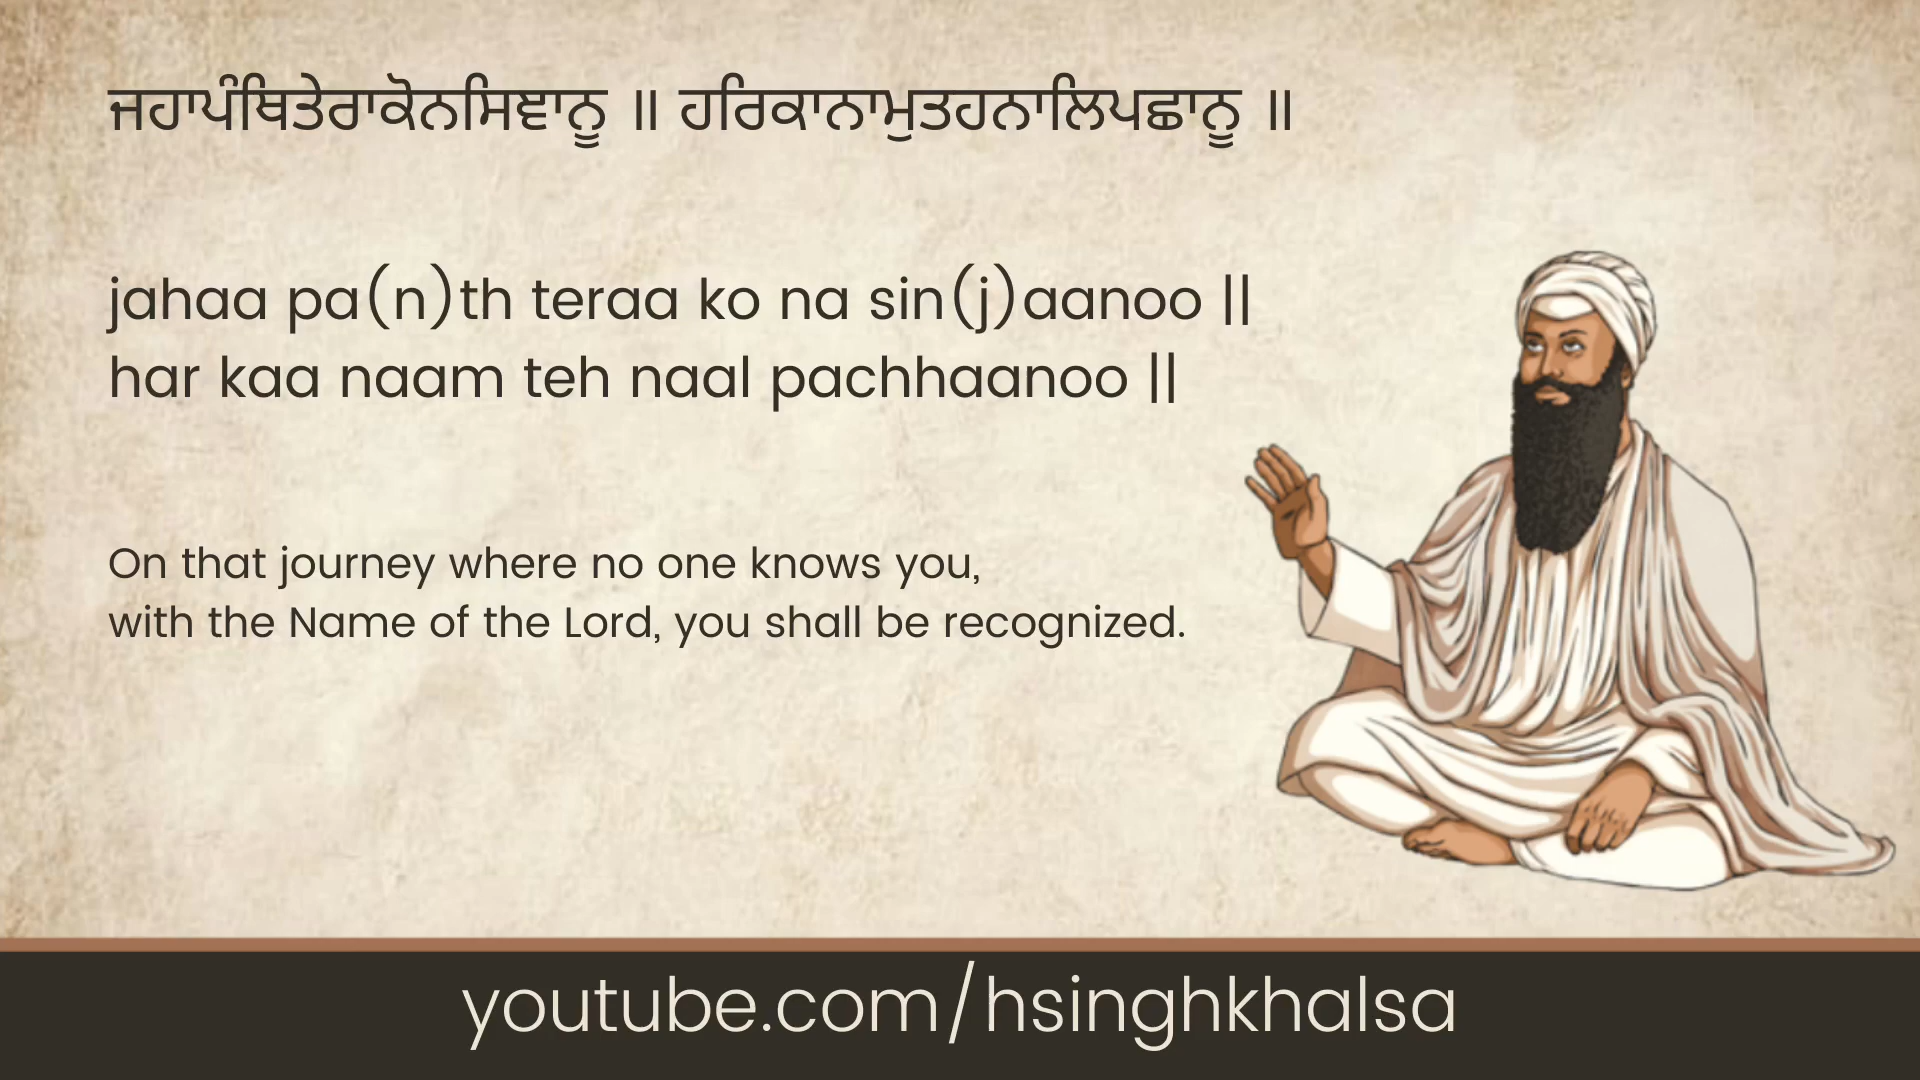 ਜਹਾਪੰਥਿਤੇਰਾਕੋਨਸਿਞਾਨੂ ॥ ਹਰਿਕਾਨਾਮੁਤਹਨਾਲਿਪਛਾਨੂ ॥
jahaa pa(n)th teraa ko na sin(j)aanoo ||
har kaa naam teh naal pachhaanoo ||
On that journey where no one knows you,
with the Name of the Lord, you shall be recognized.
youtube.com/hsinghkhalsa